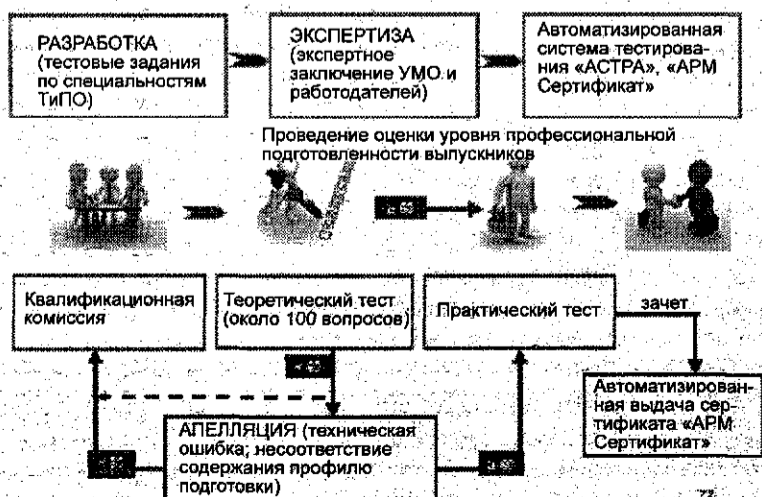 РАЗРАБОТКА
(тестовые задания
по специальностям
ТиПО)
ЭКСПЕРТИЗА
(экспертное
заключение УМО и
работодателей)
Автоматизированная
система тестирова-
ния «АСТРА», «АРМ
Сертификат»
Проведение оценки уровня профессиональной
подготовленности выпускников
Квалификационная
комиссия
Теоретический тест
(около 100 вопросов)
Практический тест
зачет
Автоматизирован-
ная выдача сер-
тификата «АРМ
Сертификат»
АПЕЛЛЯЦИЯ (техническая
ошибка; несоответствие
содержания профилю
подготовки)